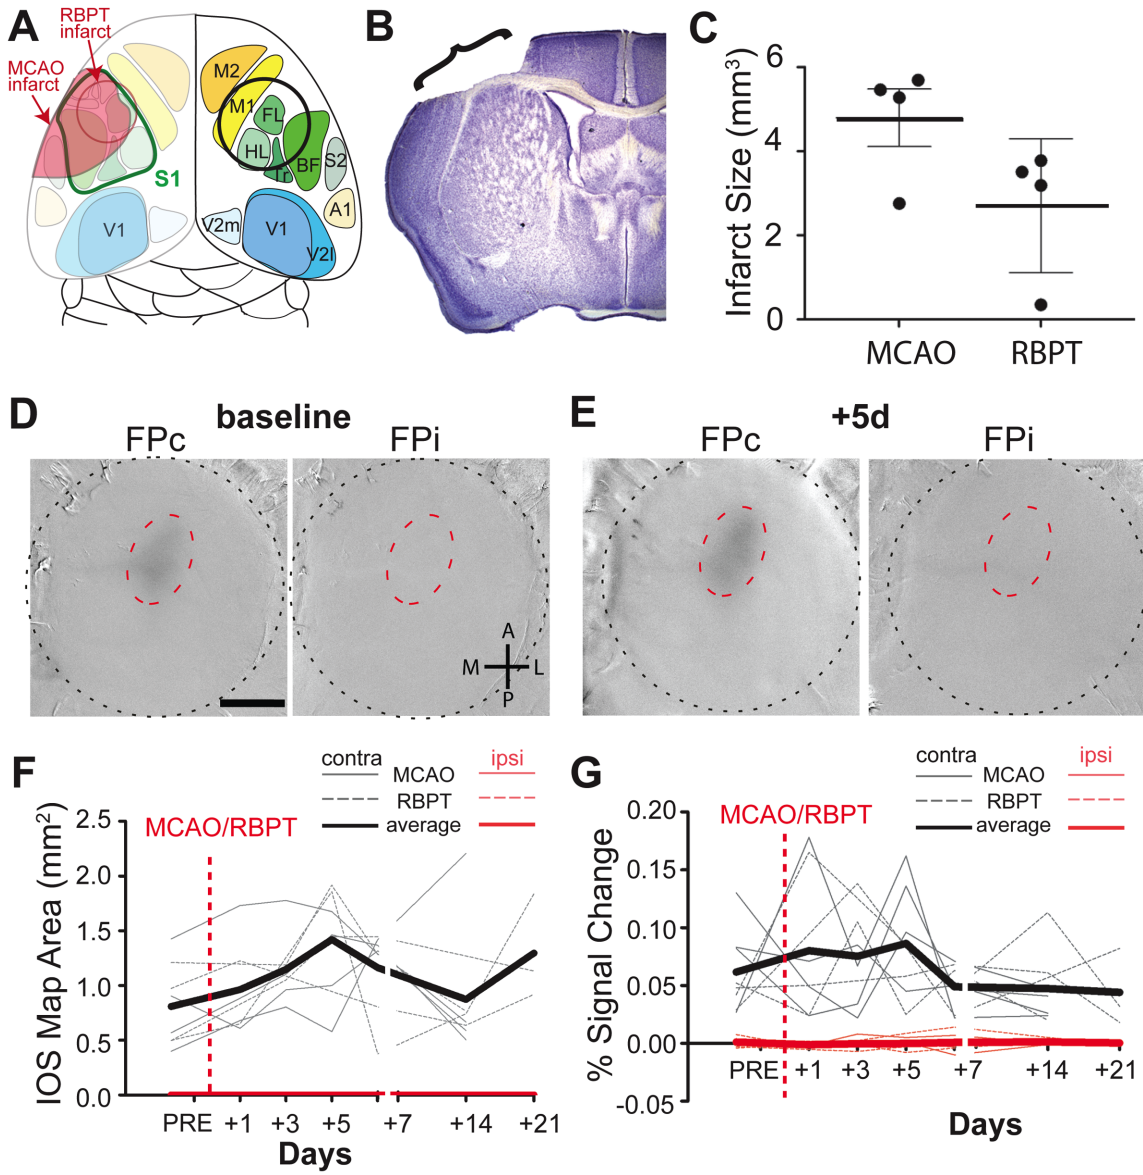 A
RBPT
infarct
MCAO
infarct
S1
V1
M2
M1
FL
HL
Tr
BF
S2
A1
V2m
V1
V2l
B
C
Infarct Size (mm³)
6
4
2
0
MCAO
RBPT
D
baseline
FPc
FPi
A
M
L
P
E
+5d
FPc
FPi
F
contra
ipsi
MCAO
RBPT
average
MCAO/RBPT
IOS Map Area (mm²)
2.5
2.0
1.5
1.0
0.5
0.0
PRE
+1
+3
+5
+7
+14
+21
Days
G
contra
ipsi
MCAO
RBPT
average
MCAO/RBPT
% Signal Change
0.20
0.15
0.10
0.05
0.00
-0.05
PRE
+1
+3
+5
+7
+14
+21
Days